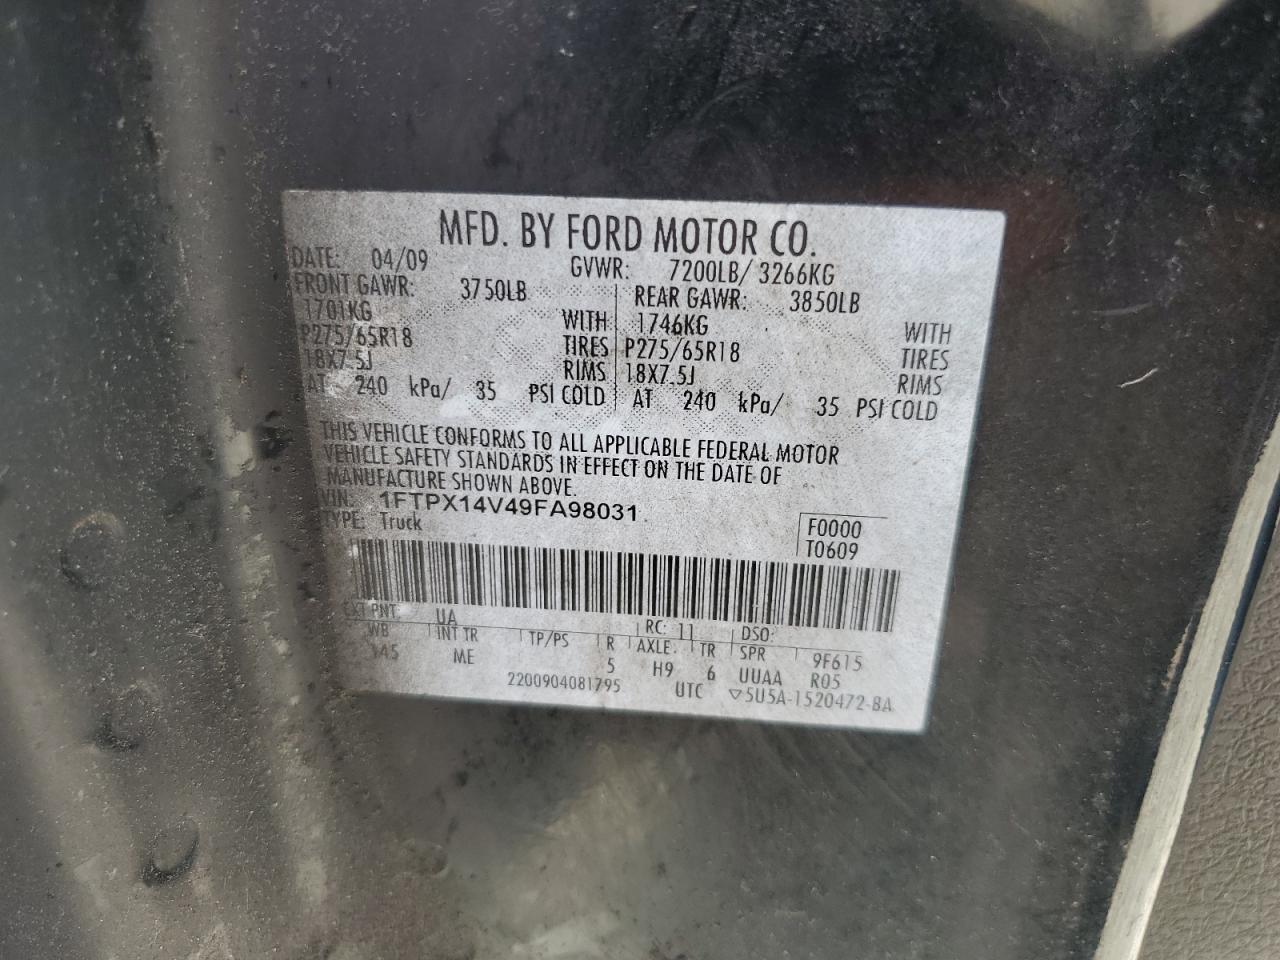 MFD. BY FORD MOTOR CO.
DATE: 04/09 GVWR: 7200LB/ 3266KG
FRONT GAWR: 3750LB REAR GAWR: 3850LB
1701KG WITH 1746KG WITH
P275/65R18 TIRES P275/65R18 TIRES
18X7.5J RIMS 18X7.5J RIMS
AT 240 kPa/ 35 PSI COLD AT 240 kPa/ 35 PSI COLD
THIS VEHICLE CONFORMS TO ALL APPLICABLE FEDERAL MOTOR
VEHICLE SAFETY STANDARDS IN EFFECT ON THE DATE OF
MANUFACTURE SHOWN ABOVE.
VIN: 1FTPX14V49FA98031
TYPE: Truck
F0000
T0609
EXT PNT: UA RC: 11 DSO:
WB INT TR TP/PS R AXLE: TR SPR 9F615
145 ME 5 H9 6 UUAA R05
2200904081795 UTC ▽5U5A-1520472-BA